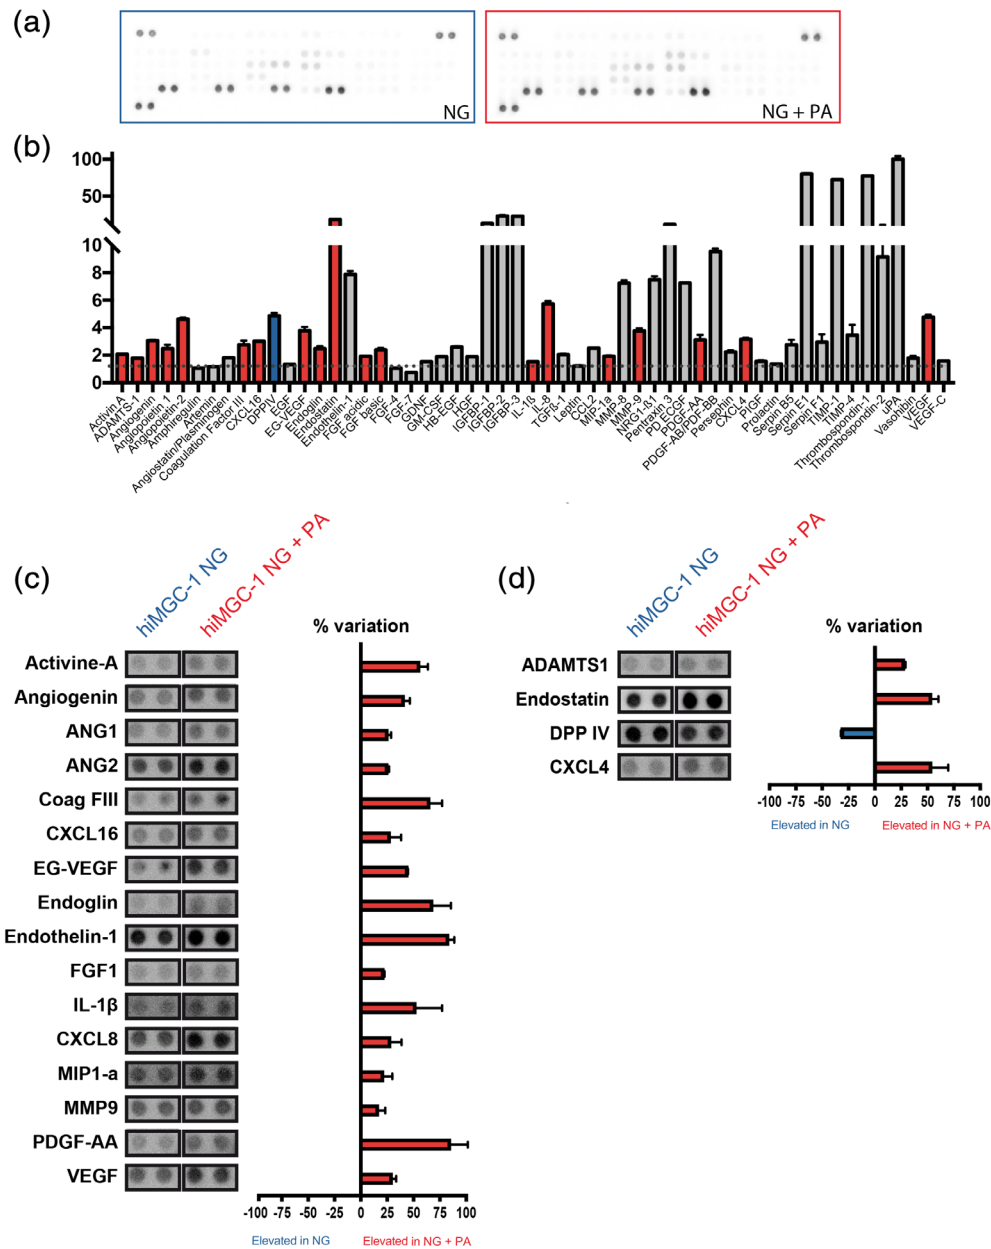 (a)
NG
NG + PA
(b)
100
50
10
8
6
4
2
0
Activin A
ADAMTS-1
Angiogenin
Angiopoietin 1
Angiopoietin-2
Amphiregulin
Artemin
Angiostatin/Plasminogen
Coagulation Factor III
CXCL16
DPPIV
EGF
EG-VEGF
Endoglin
Endostatin
Endothelin-1
FGF acidic
FGF basic
FGF-4
FGF-7
GDNF
GM-CSF
HB-EGF
HGF
IGFBP-1
IGFBP-2
IGFBP-3
IL-1β
IL-8
TGFß-1
Leptin
CCL2
MIP-1a
MMP-8
MMP-9
NRG1-ß1
Pentraxin 3
PD-ECGF
PDGF-AA
PDGF-AB/PDF-BB
Persephin
CXCL4
PlGF
Prolactin
Serpin B5
Serpin E1
Serpin F1
TIMP-1
TIMP-4
Thrombospondin-1
Thrombospondin-2
uPA
Vasohibin
VEGF
VEGF-C
(c)
hiMGC-1 NG
hiMGC-1 NG + PA
% variation
Activine-A
Angiogenin
ANG1
ANG2
Coag FIII
CXCL16
EG-VEGF
Endoglin
Endothelin-1
FGF1
IL-1β
CXCL8
MIP1-a
MMP9
PDGF-AA
VEGF
-100 -75 -50 -25 0 25 50 75 100
Elevated in NG Elevated in NG + PA
(d)
hiMGC-1 NG
hiMGC-1 NG + PA
% variation
ADAMTS1
Endostatin
DPP IV
CXCL4
-100 -75 -50 -25 0 25 50 75 100
Elevated in NG Elevated in NG + PA